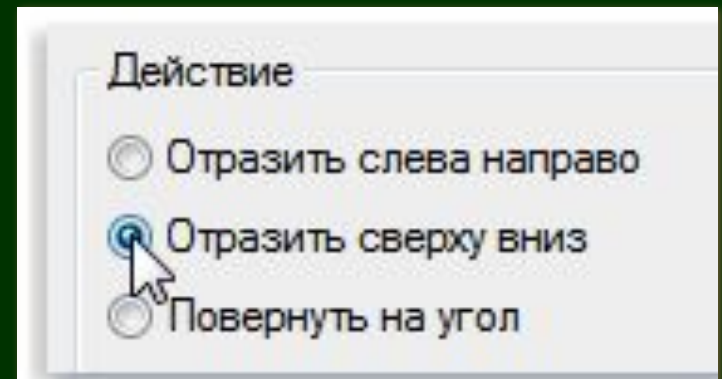 Действие
Отразить слева направо
Отразить сверху вниз
Повернуть на угол